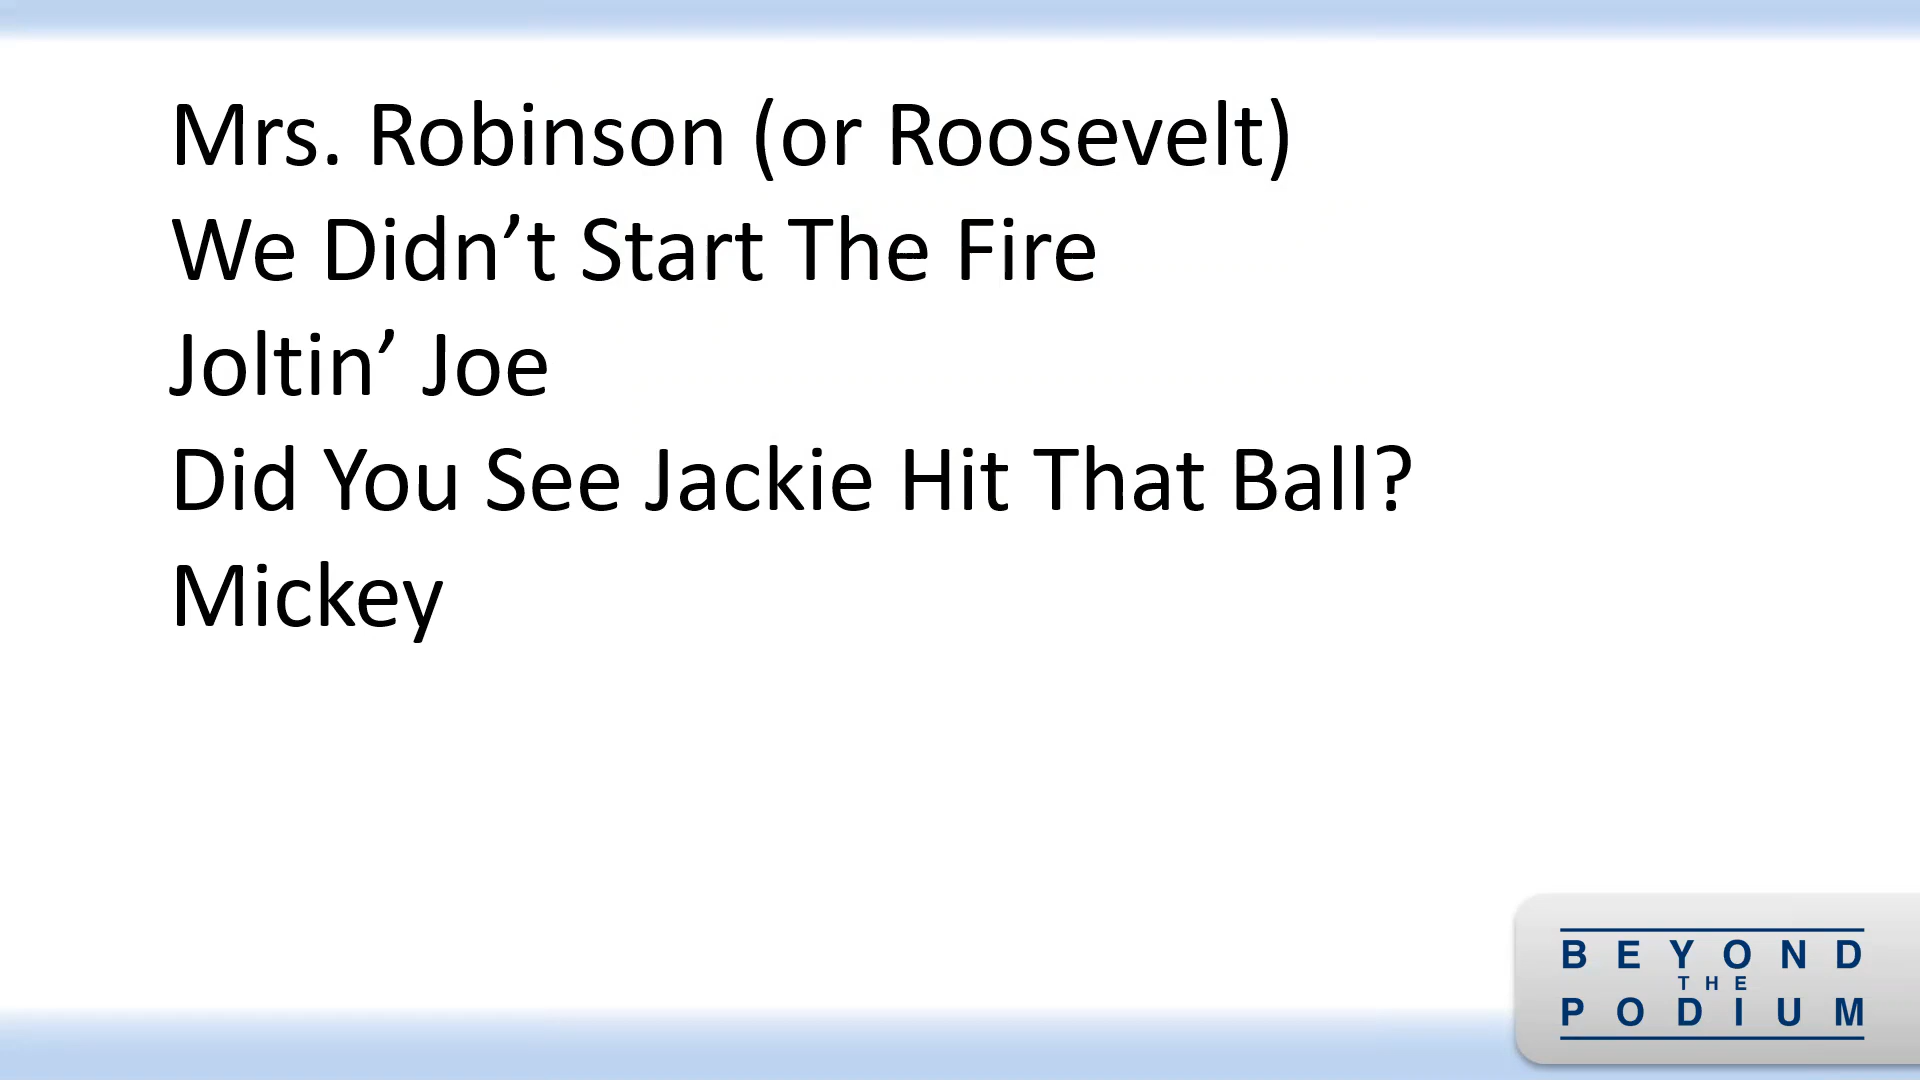 Mrs. Robinson (or Roosevelt)
We Didn’t Start The Fire
Joltin’ Joe
Did You See Jackie Hit That Ball?
Mickey
BEYOND
THE
PODIUM